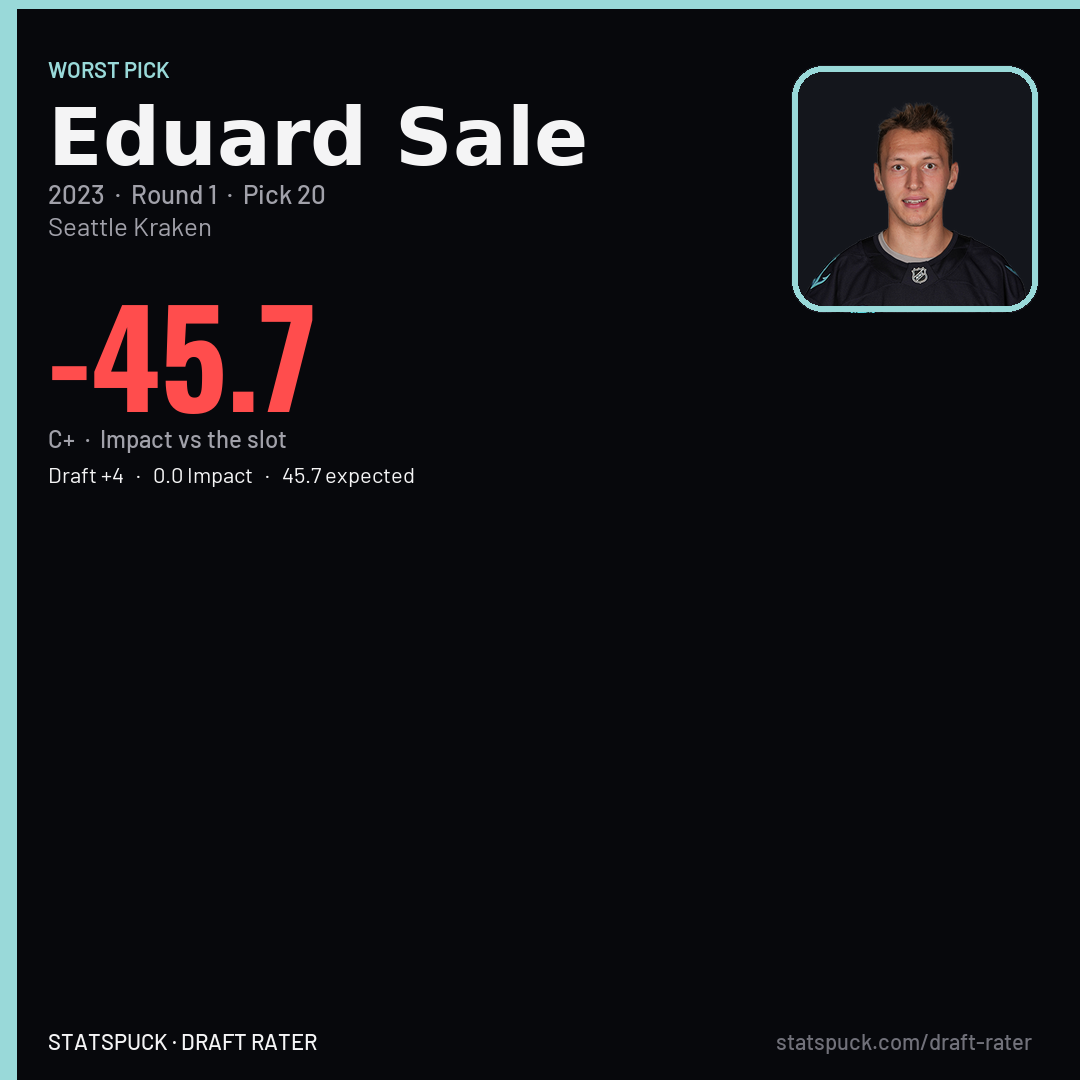 WORST PICK
Eduard Sale
2023 · Round 1 · Pick 20
Seattle Kraken
-45.7
C+ · Impact vs the slot
Draft +4 · 0.0 Impact · 45.7 expected
STATSPUCK · DRAFT RATER
statspuck.com/draft-rater